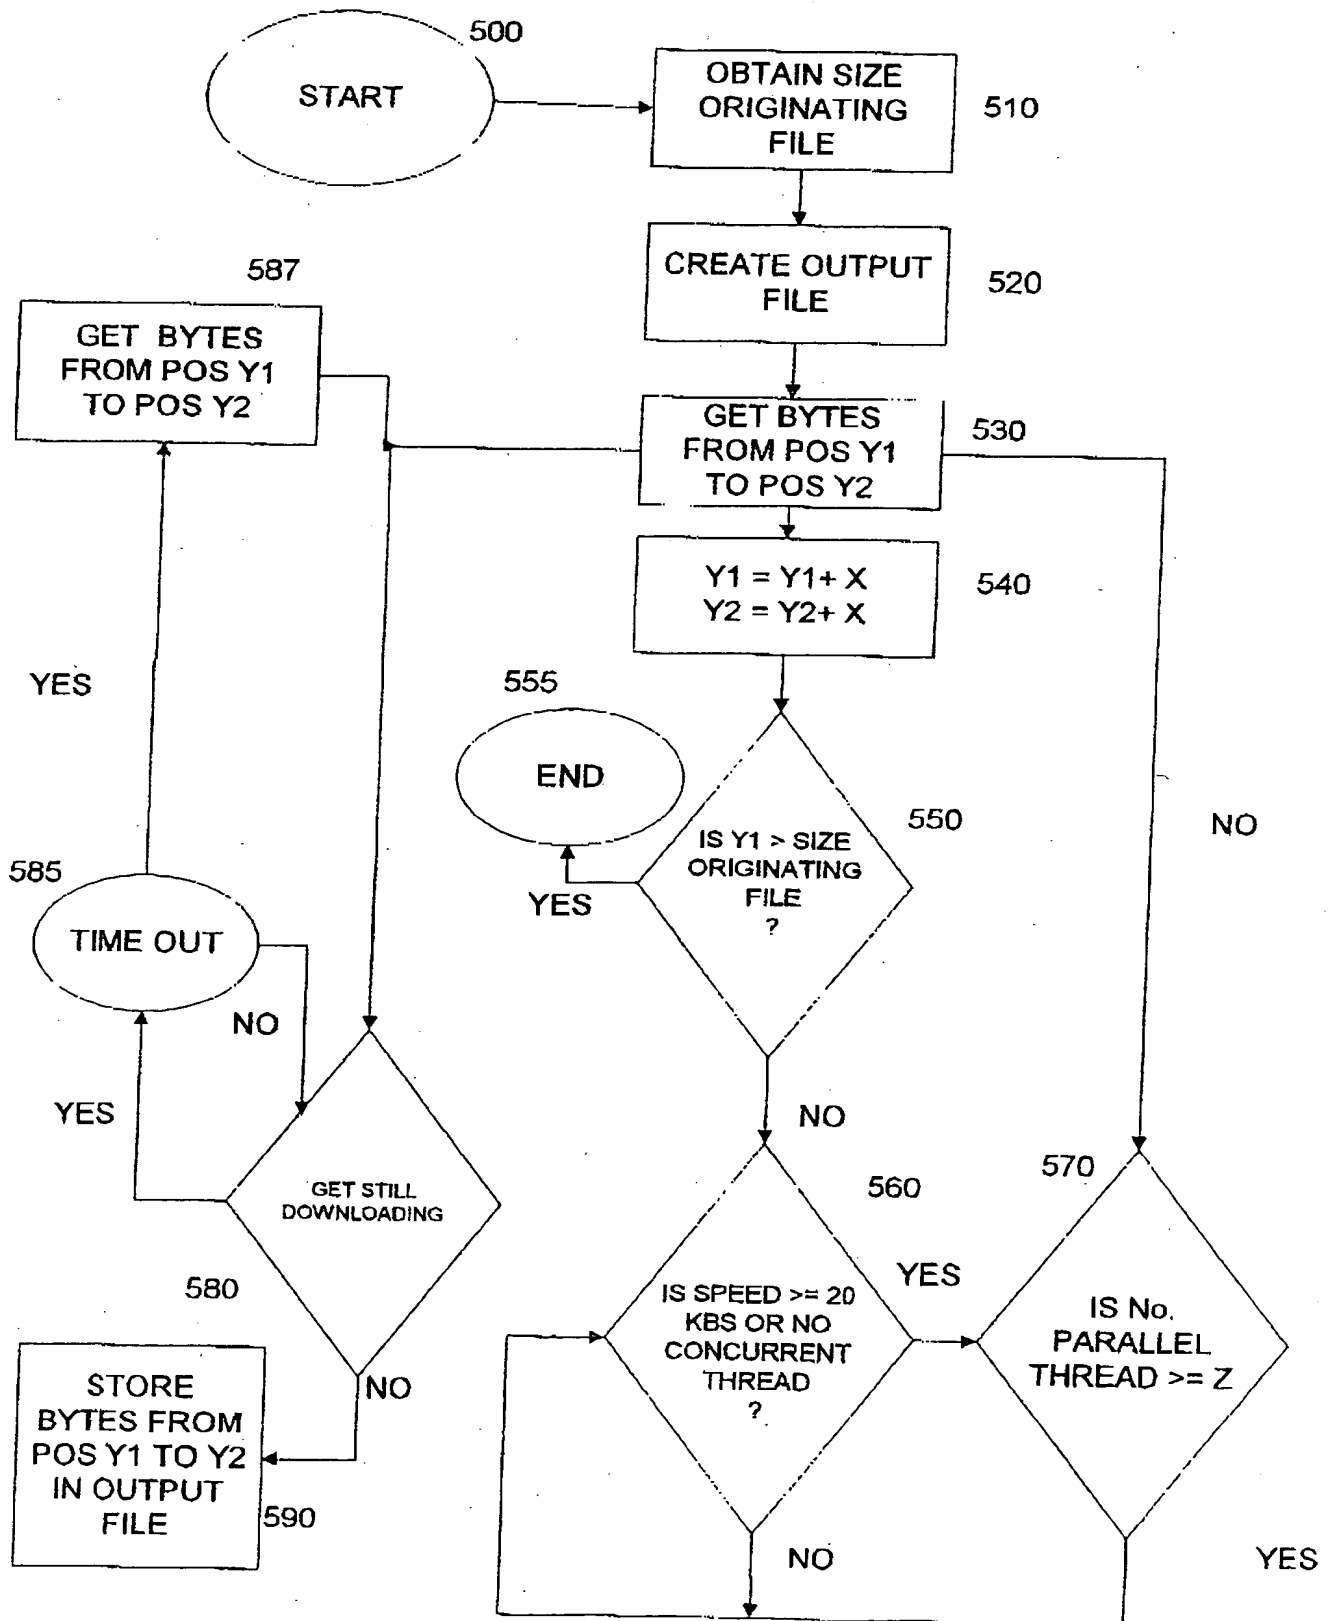 500
START
OBTAIN SIZE
ORIGINATING
FILE
510
CREATE OUTPUT
FILE
520
587
GET BYTES
FROM POS Y1
TO POS Y2
GET BYTES
FROM POS Y1
TO POS Y2
530
Y1 = Y1+ X
Y2 = Y2+ X
540
YES
555
END
550
IS Y1 > SIZE
ORIGINATING
FILE
?
YES
NO
585
TIME OUT
NO
YES
NO
570
560
GET STILL
DOWNLOADING
580
YES
IS SPEED >= 20
KBS OR NO
CONCURRENT
THREAD
?
IS No.
PARALLEL
THREAD >= Z
NO
STORE
BYTES FROM
POS Y1 TO Y2
IN OUTPUT
FILE
590
NO
YES